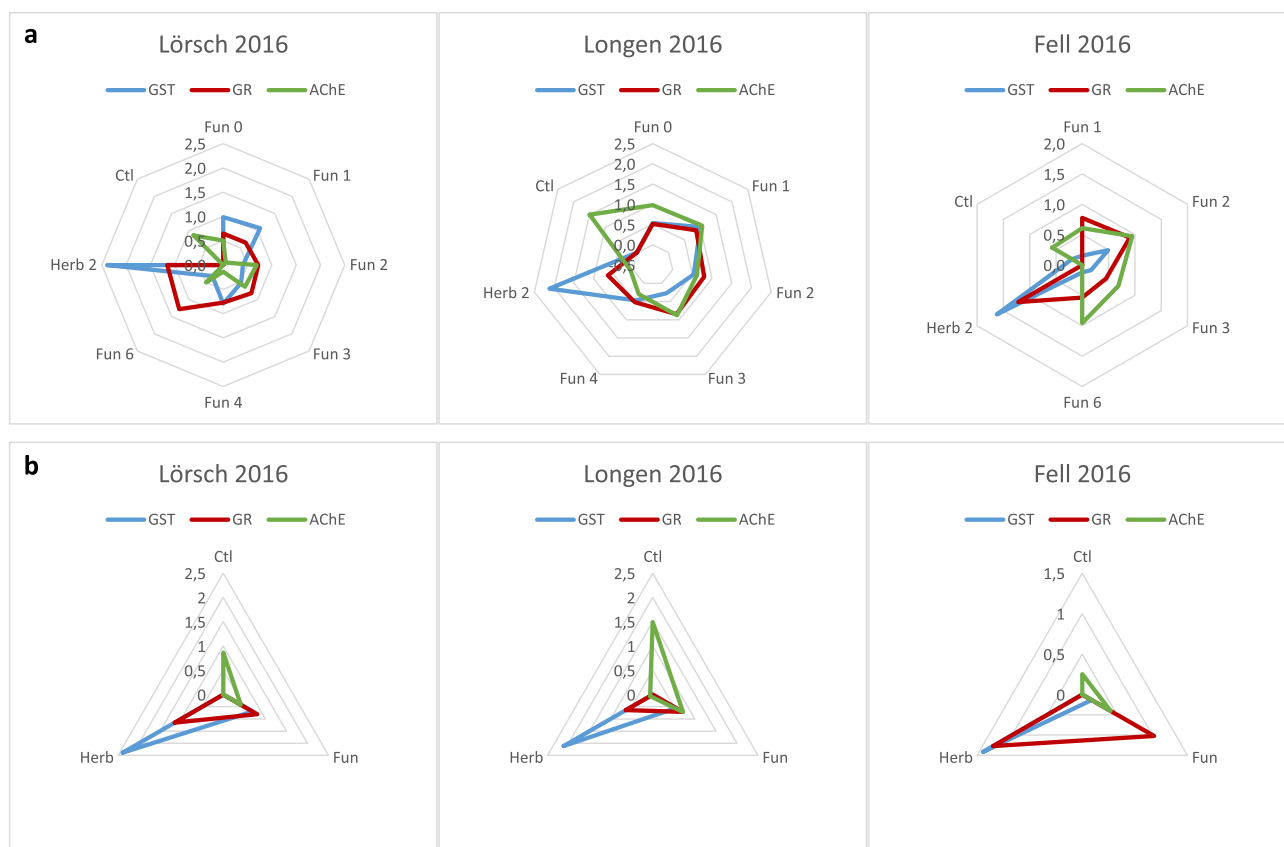 a
Lörsch 2016
GST GR AChE
Fun 0
2,5
2,0
1,5
1,0
0,5
0,0
Fun 1
Fun 2
Fun 3
Fun 4
Fun 6
Herb 2
Ctl
Longen 2016
GST GR AChE
Fun 0
2,5
2,0
1,5
1,0
0,5
0,0
-0,5
Fun 1
Fun 2
Fun 3
Fun 4
Herb 2
Ctl
Fell 2016
GST GR AChE
Fun 1
2,0
1,5
1,0
0,5
0,0
Fun 2
Fun 3
Fun 6
Herb 2
Ctl
b
Lörsch 2016
GST GR AChE
Ctl
2,5
2
1,5
1
0,5
0
Herb
Fun
Longen 2016
GST GR AChE
Ctl
2,5
2
1,5
1
0,5
0
Herb
Fun
Fell 2016
GST GR AChE
Ctl
1,5
1
0,5
0
Herb
Fun